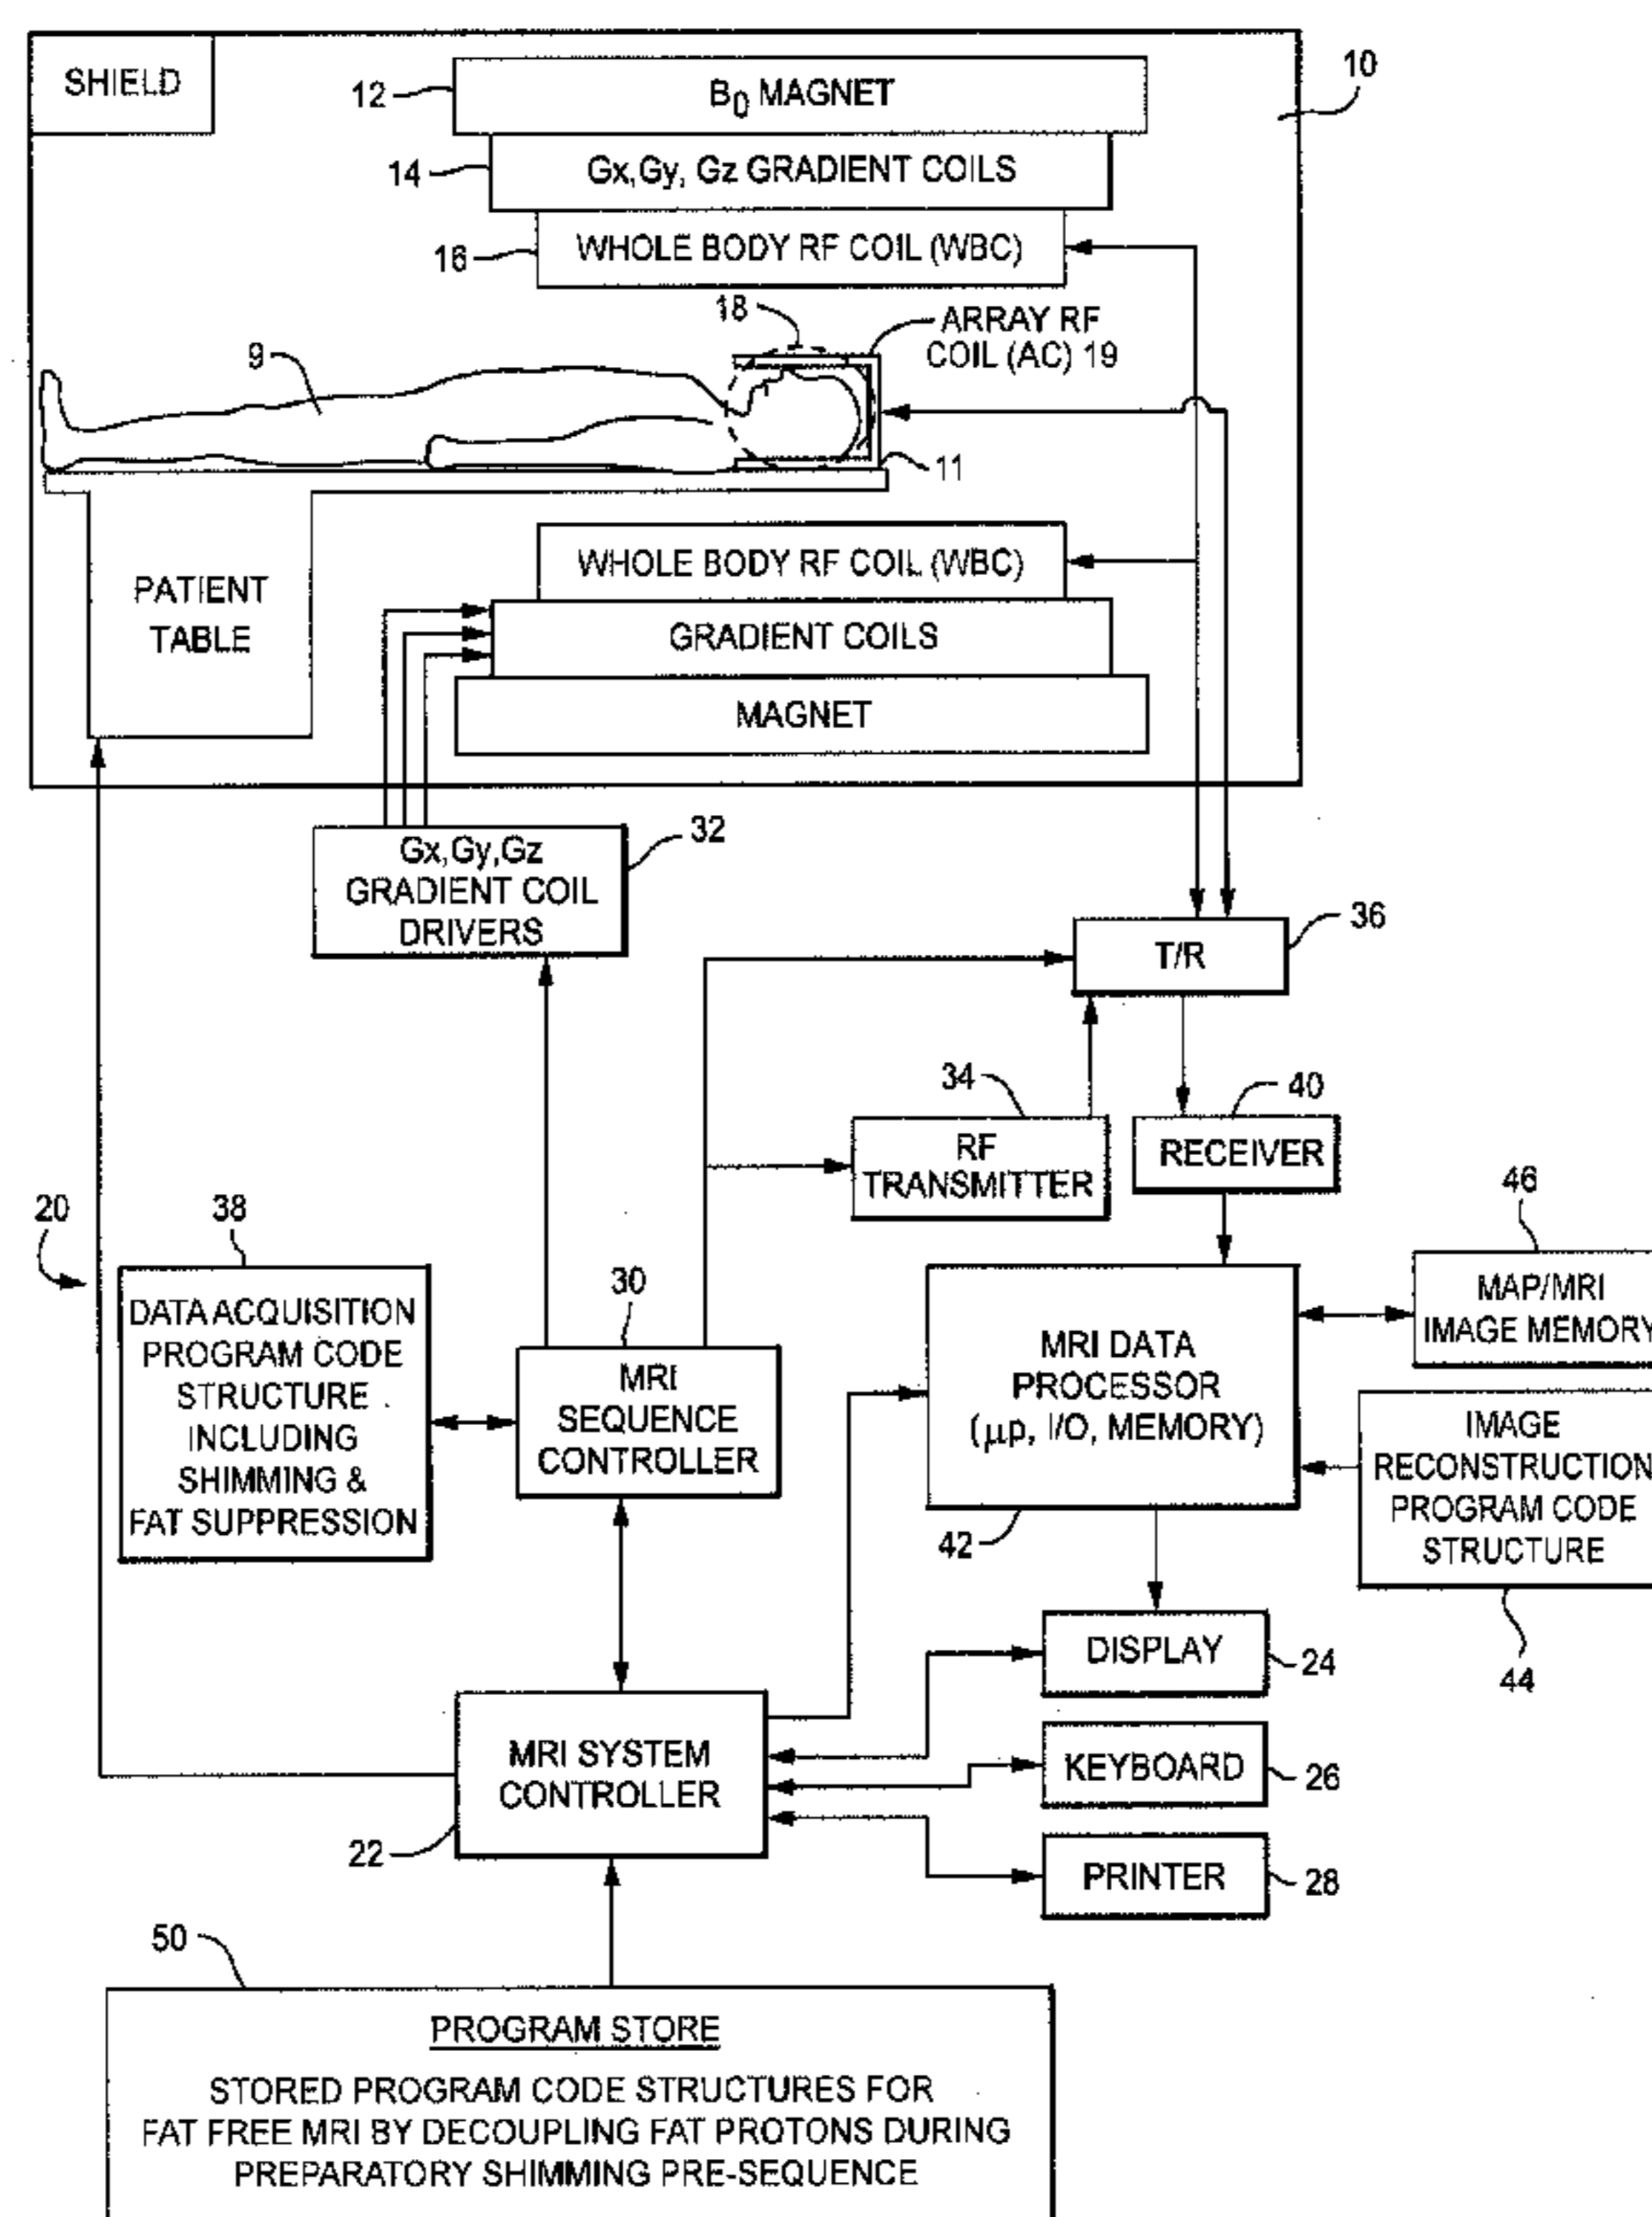 SHIELD
10
12
B0 MAGNET
14
Gx,Gy, Gz GRADIENT COILS
16
WHOLE BODY RF COIL (WBC)
18
ARRAY RF
COIL (AC) 19
9
11
PATIENT
TABLE
WHOLE BODY RF COIL (WBC)
GRADIENT COILS
MAGNET
Gx,Gy,Gz
GRADIENT COIL
DRIVERS
32
T/R
36
34
RF
TRANSMITTER
40
RECEIVER
20
38
DATA ACQUISITION
PROGRAM CODE
STRUCTURE
INCLUDING
SHIMMING &
FAT SUPPRESSION
30
MRI
SEQUENCE
CONTROLLER
MRI DATA
PROCESSOR
(μp, I/O, MEMORY)
42
46
MAP/MRI
IMAGE MEMORY
IMAGE
RECONSTRUCTION
PROGRAM CODE
STRUCTURE
44
DISPLAY
24
KEYBOARD
26
PRINTER
28
MRI SYSTEM
CONTROLLER
22
50
PROGRAM STORE
STORED PROGRAM CODE STRUCTURES FOR
FAT FREE MRI BY DECOUPLING FAT PROTONS DURING
PREPARATORY SHIMMING PRE-SEQUENCE